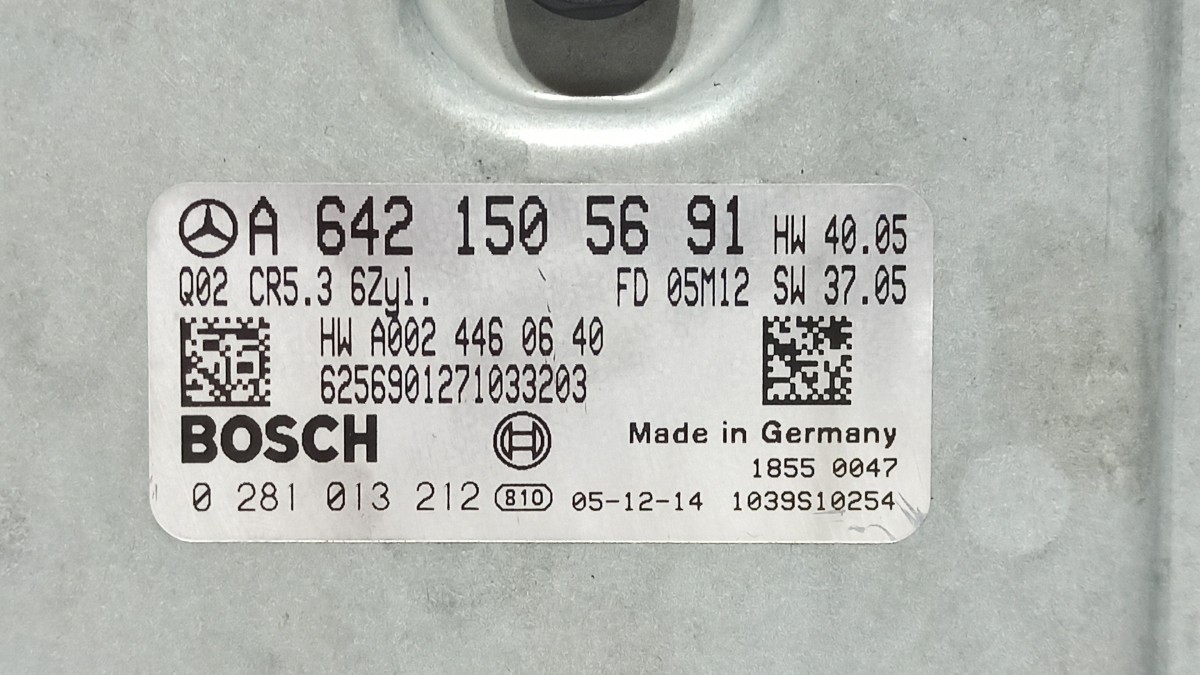 A 642 150 56 91 HW 40.05
Q02 CR5.3 6Zyl. FD 05M12 SW 37.05
HW A002 446 06 40
6256901271033203
BOSCH
Made in Germany
1855 0047
0 281 013 212 810 05-12-14 1039S10254